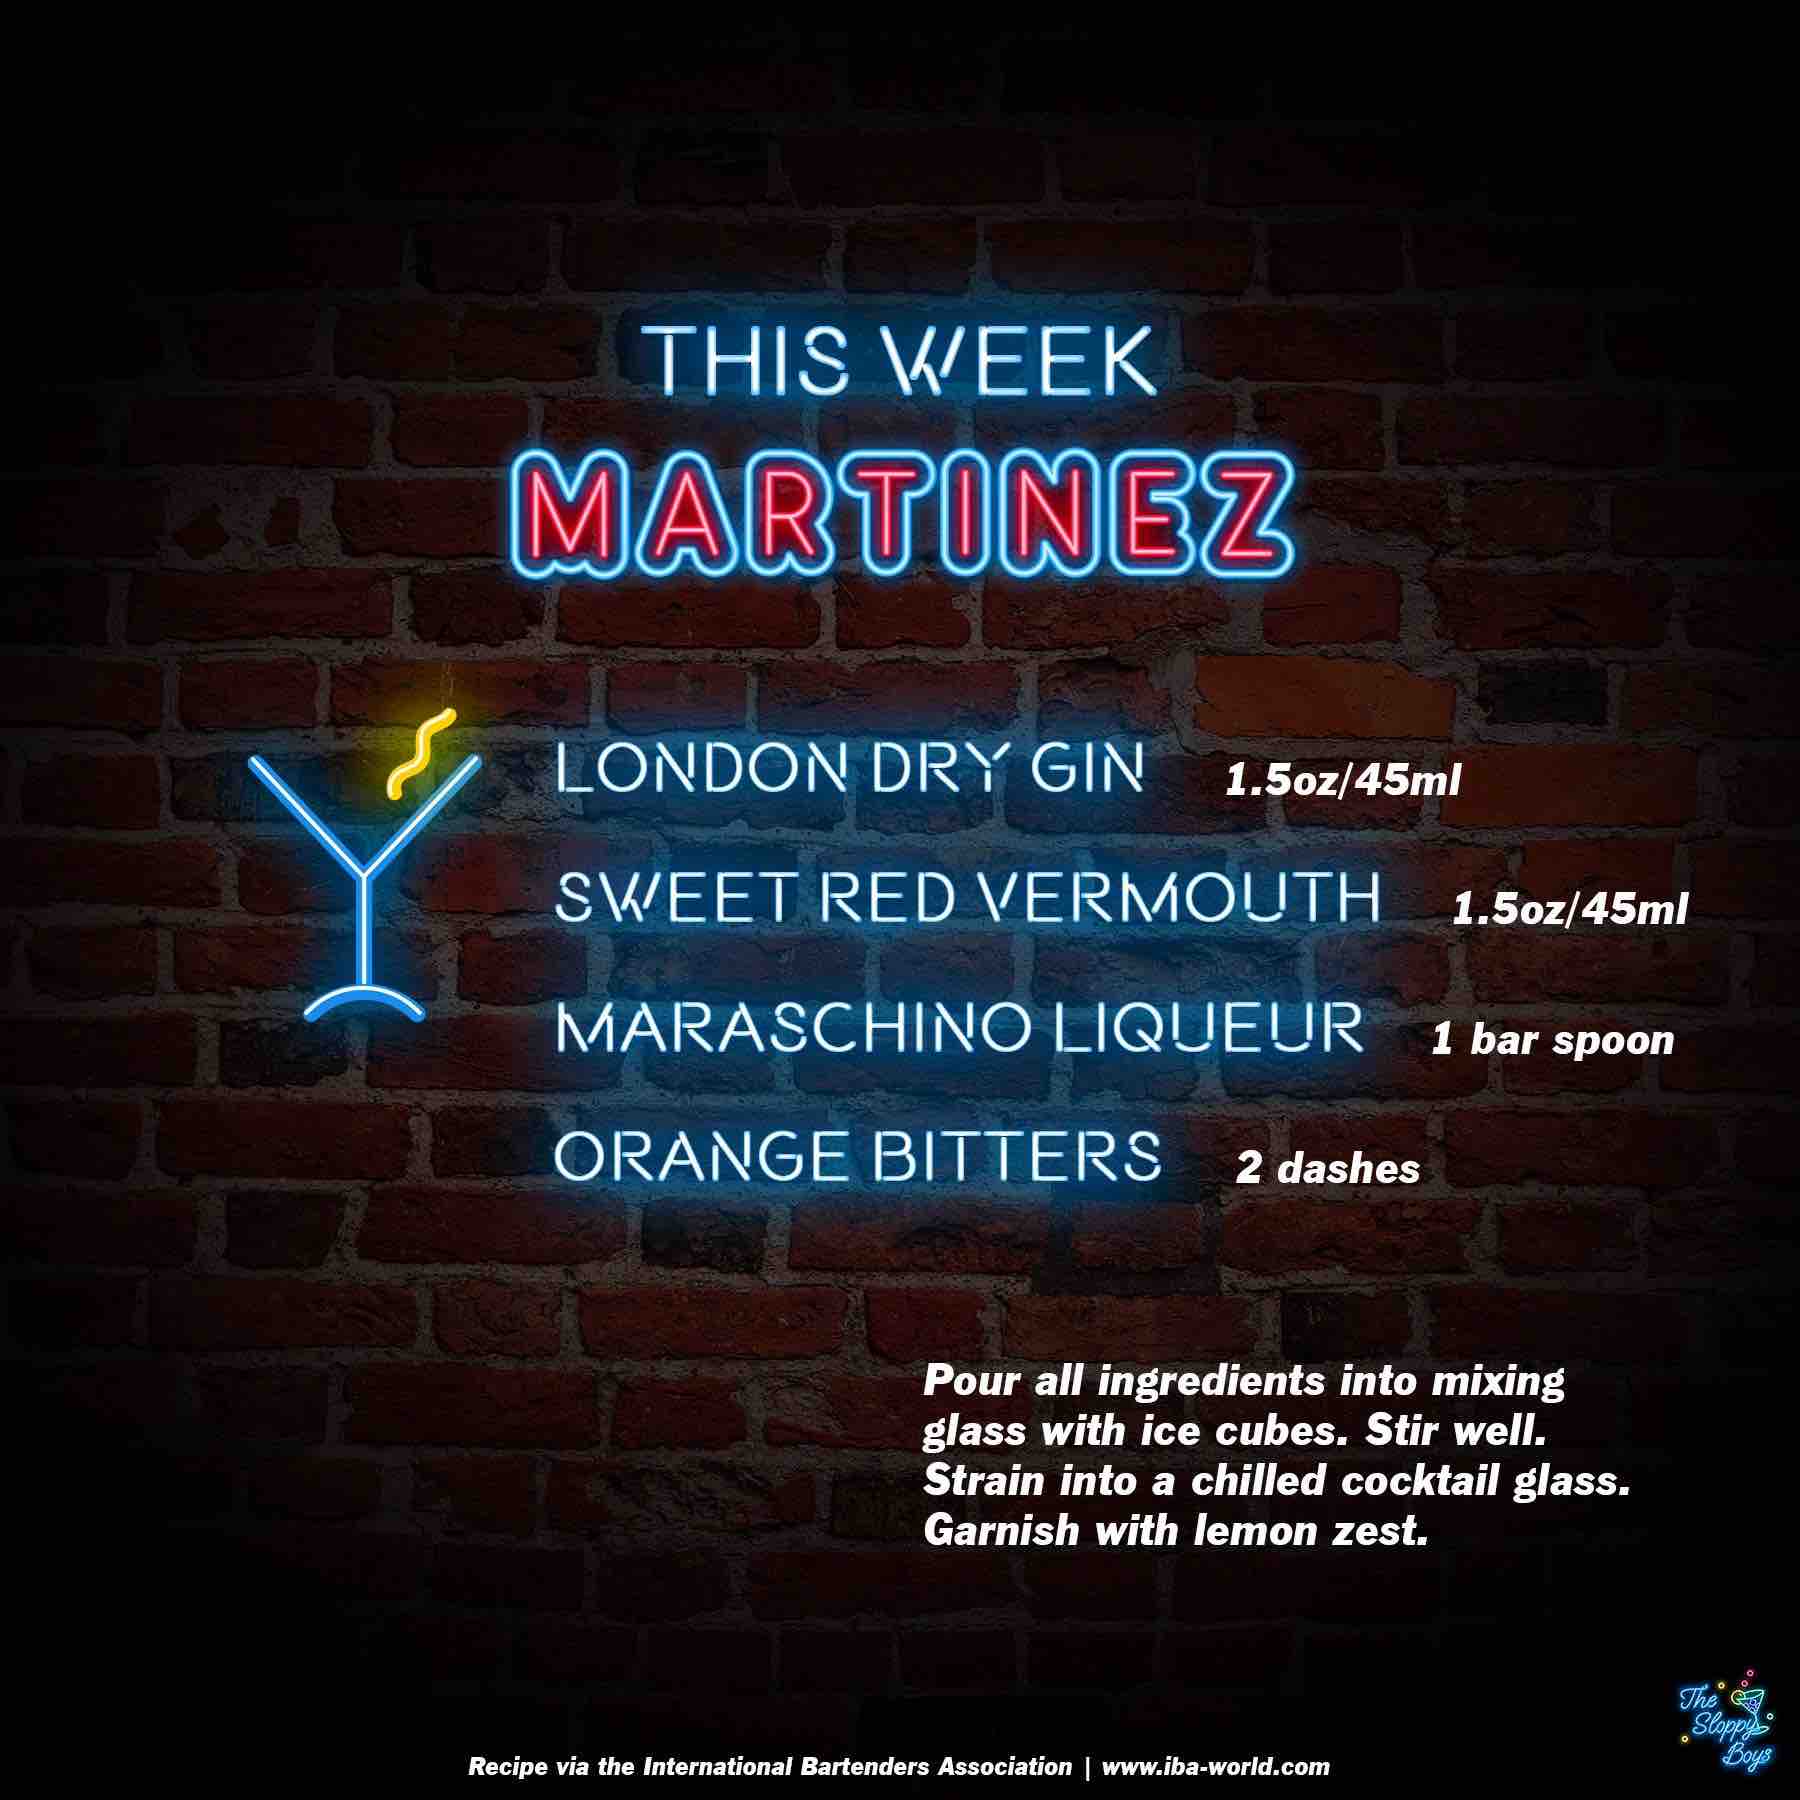 THIS WEEK
MARTINEZ
LONDON DRY GIN 1.5oz/45ml
SWEET RED VERMOUTH 1.5oz/45ml
MARASCHINO LIQUEUR 1 bar spoon
ORANGE BITTERS 2 dashes
Pour all ingredients into mixing
glass with ice cubes. Stir well.
Strain into a chilled cocktail glass.
Garnish with lemon zest.
Recipe via the International Bartenders Association | www.iba-world.com
The
Sloppy
Boys